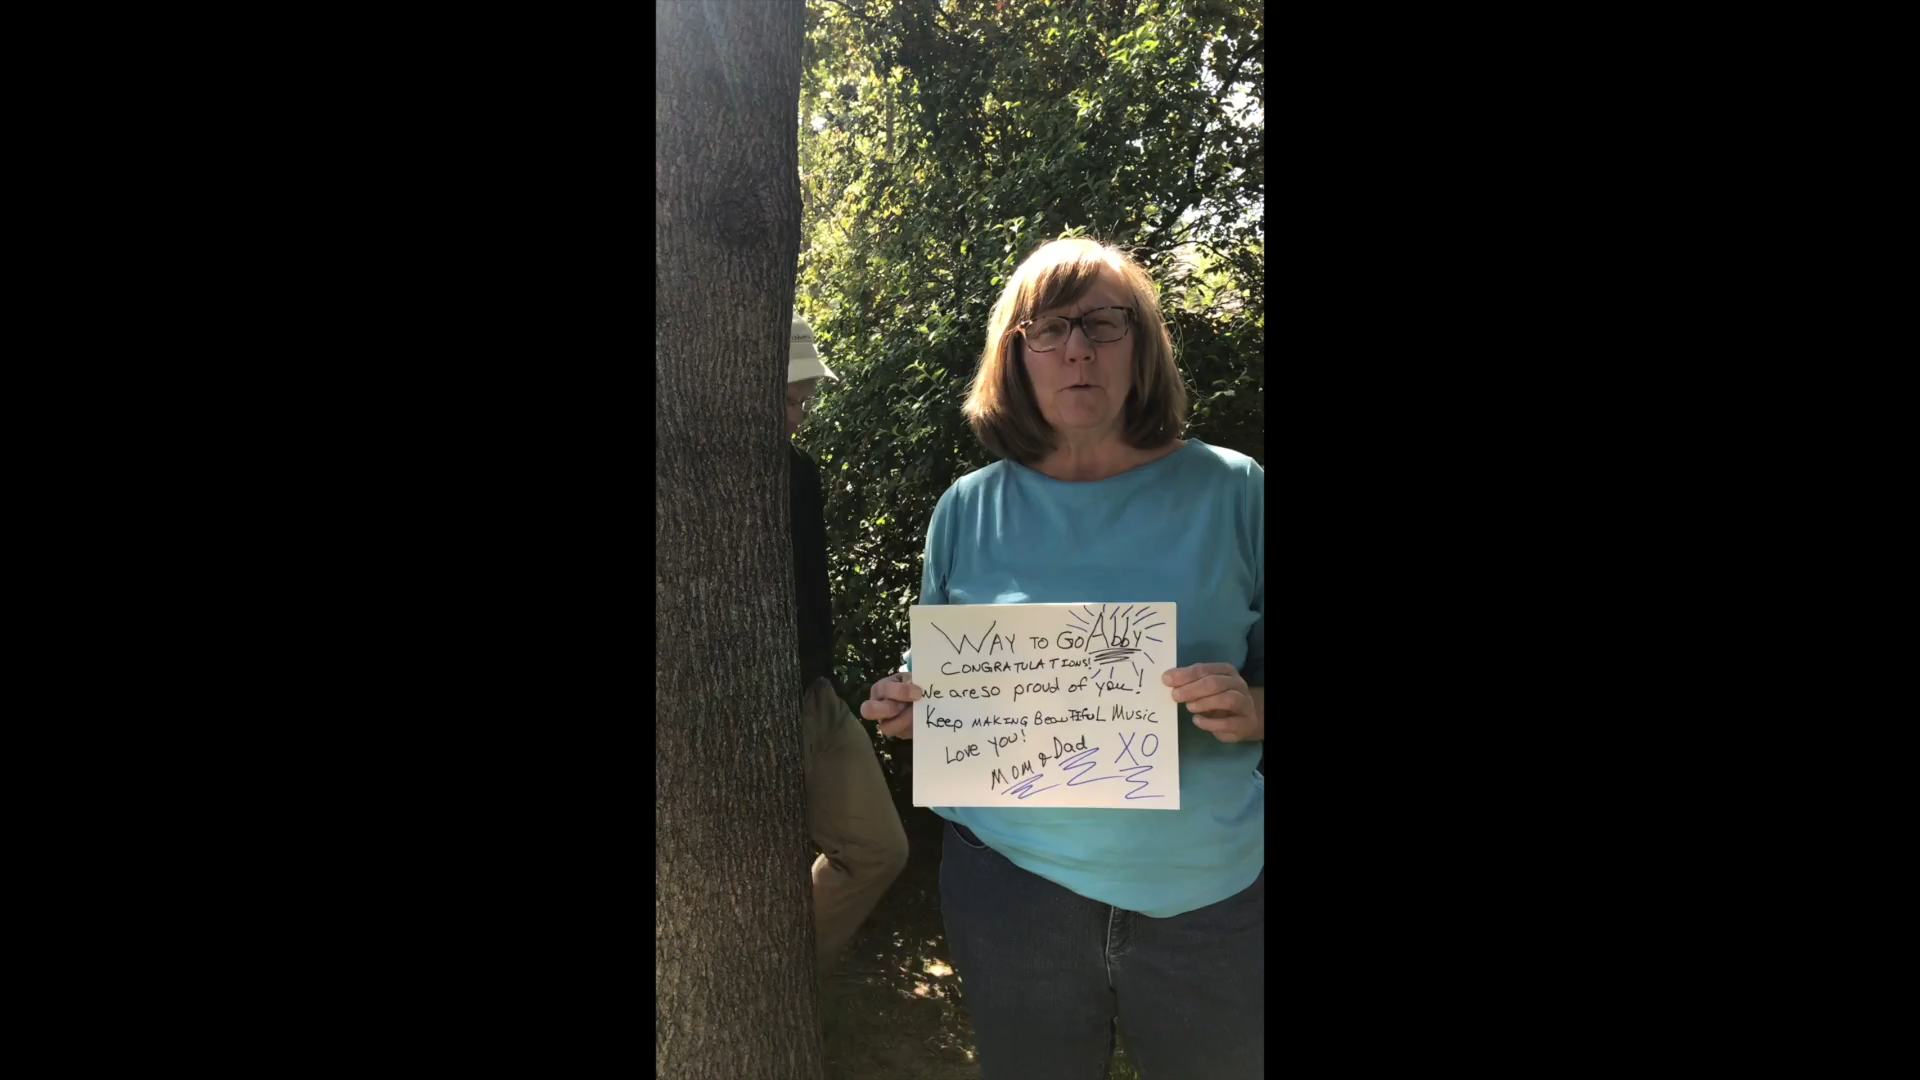 WAY TO GO Abby
CONGRATULATIONS!
We are so proud of you!
Keep MAKING BeauTIFuL Music
Love you!
MOM & Dad XO